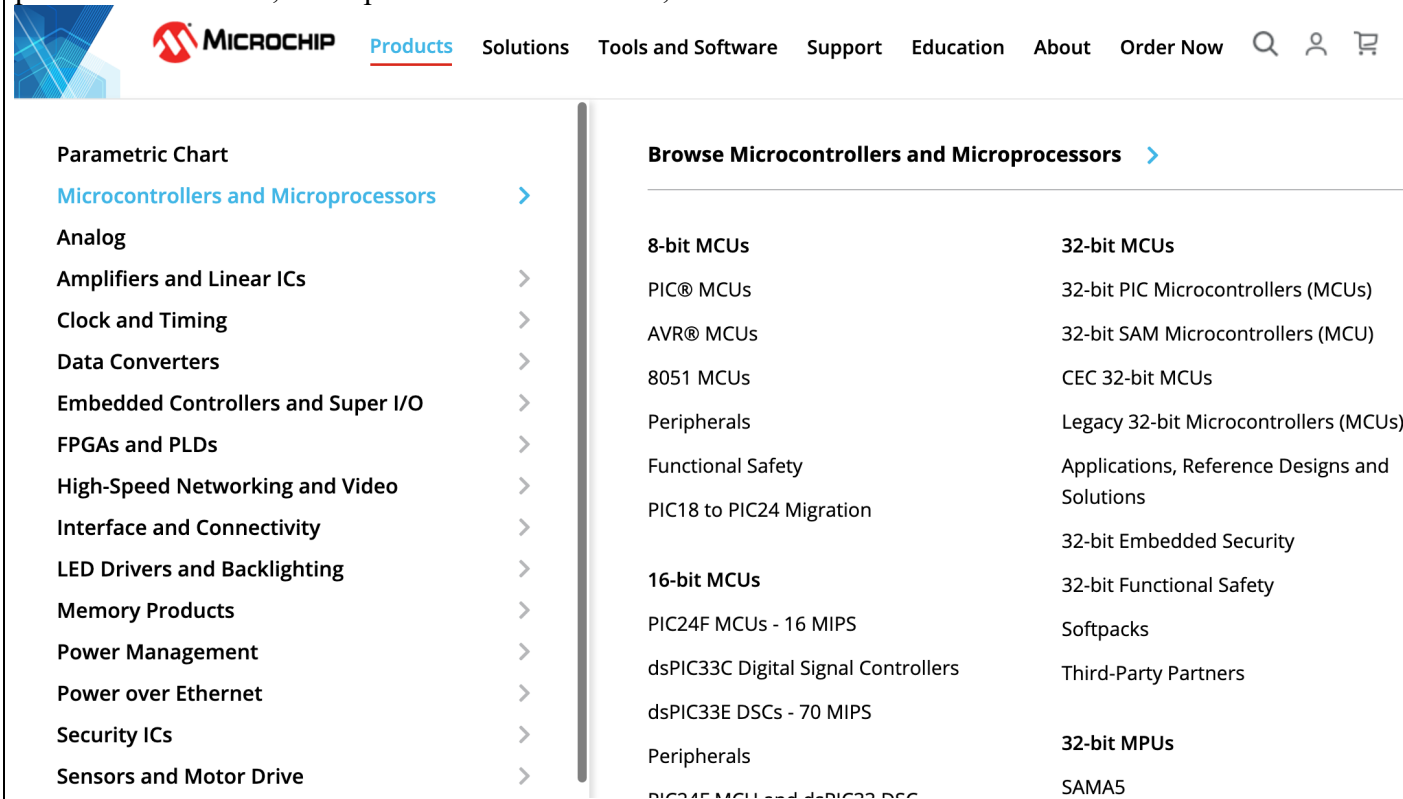 MICROCHIP
Products
Solutions
Tools and Software
Support
Education
About
Order Now
Parametric Chart
Microcontrollers and Microprocessors
Analog
Amplifiers and Linear ICs
Clock and Timing
Data Converters
Embedded Controllers and Super I/O
FPGAs and PLDs
High-Speed Networking and Video
Interface and Connectivity
LED Drivers and Backlighting
Memory Products
Power Management
Power over Ethernet
Security ICs
Sensors and Motor Drive
Browse Microcontrollers and Microprocessors
8-bit MCUs
PIC® MCUs
AVR® MCUs
8051 MCUs
Peripherals
Functional Safety
PIC18 to PIC24 Migration
16-bit MCUs
PIC24F MCUs - 16 MIPS
dsPIC33C Digital Signal Controllers
dsPIC33E DSCs - 70 MIPS
Peripherals
PIC24F MCU and dsPIC33 DSC
32-bit MCUs
32-bit PIC Microcontrollers (MCUs)
32-bit SAM Microcontrollers (MCU)
CEC 32-bit MCUs
Legacy 32-bit Microcontrollers (MCUs)
Applications, Reference Designs and
Solutions
32-bit Embedded Security
32-bit Functional Safety
Softpacks
Third-Party Partners
32-bit MPUs
SAMA5